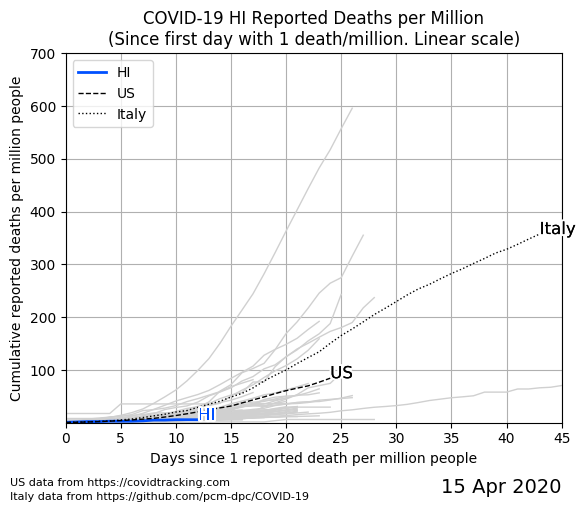 COVID-19 HI Reported Deaths per Million
(Since first day with 1 death/million. Linear scale)
Cumulative reported deaths per million people
700
600
500
400
300
200
100
HI
US
Italy
Italy
US
HI
0 5 10 15 20 25 30 35 40 45
Days since 1 reported death per million people
US data from https://covidtracking.com
Italy data from https://github.com/pcm-dpc/COVID-19
15 Apr 2020